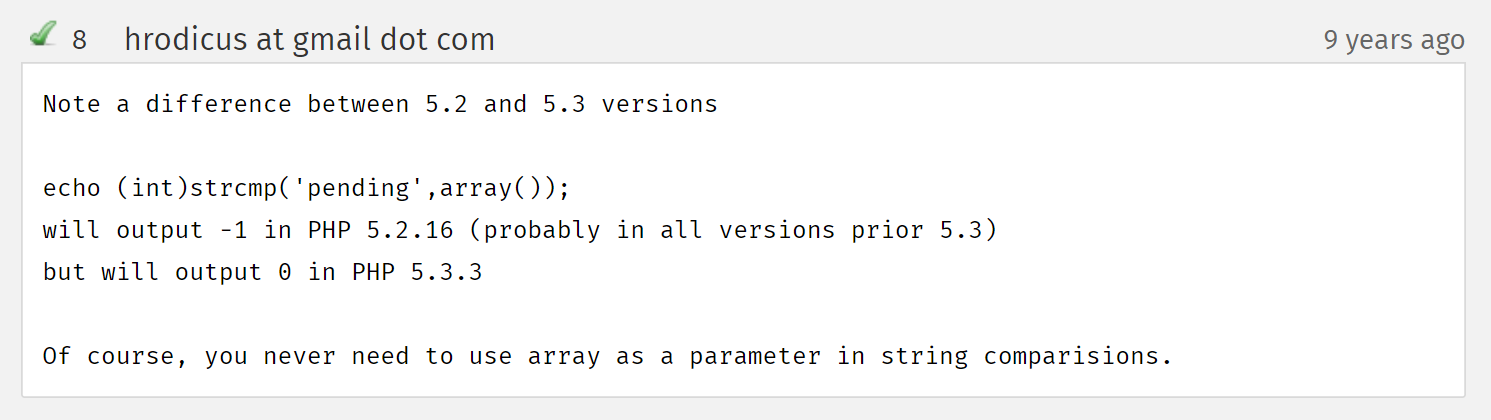 8 hrodicus at gmail dot com 9 years ago
Note a difference between 5.2 and 5.3 versions
echo (int)strcmp('pending',array());
will output -1 in PHP 5.2.16 (probably in all versions prior 5.3)
but will output 0 in PHP 5.3.3
Of course, you never need to use array as a parameter in string comparisions.